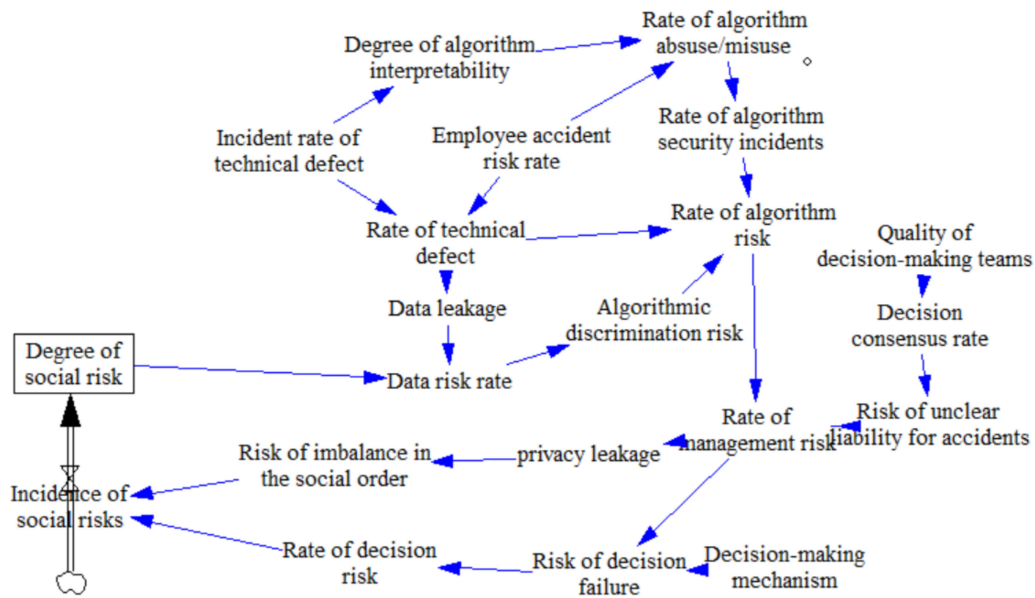 Rate of algorithm
abuse/misuse
Degree of algorithm
interpretability
Incident rate of
technical defect
Employee accident
risk rate
Rate of algorithm
security incidents
Rate of technical
defect
Rate of algorithm
risk
Quality of
decision-making teams
Data leakage
Algorithmic
discrimination risk
Decision
consensus rate
Degree of
social risk
Data risk rate
Rate of
management risk
Risk of unclear
liability for accidents
Risk of imbalance in
the social order
privacy leakage
Incidence of
social risks
Rate of decision
risk
Risk of decision
failure
Decision-making
mechanism